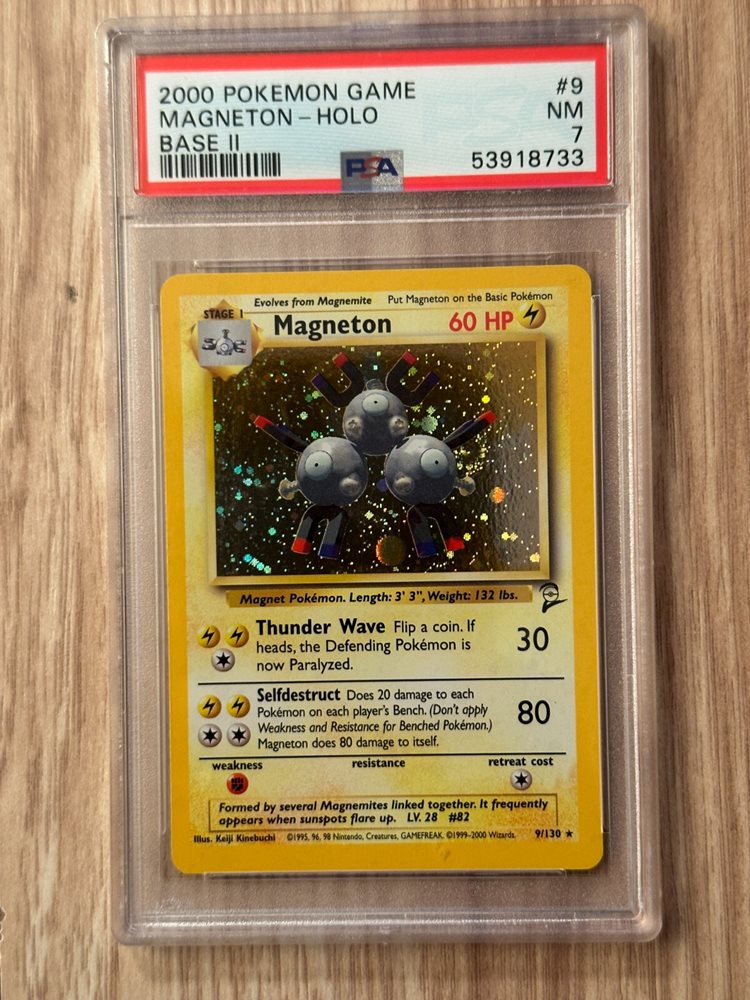 2000 POKEMON GAME #9
MAGNETON – HOLO NM
BASE II 7
PSA 53918733
Evolves from Magnemite Put Magneton on the Basic Pokémon
STAGE 1
Magneton 60 HP
Magnet Pokémon. Length: 3' 3", Weight: 132 lbs.
Thunder Wave Flip a coin. If
heads, the Defending Pokémon is
now Paralyzed.
30
Selfdestruct Does 20 damage to each
Pokémon on each player's Bench. (Don't apply
Weakness and Resistance for Benched Pokémon.)
Magneton does 80 damage to itself.
80
weakness resistance retreat cost
Formed by several Magnemites linked together. It frequently
appears when sunspots flare up. LV. 28 #82
Illus. Keiji Kinebuchi ©1995, 96, 98 Nintendo, Creatures, GAMEFREAK. ©1999-2000 Wizards. 9/130 ★